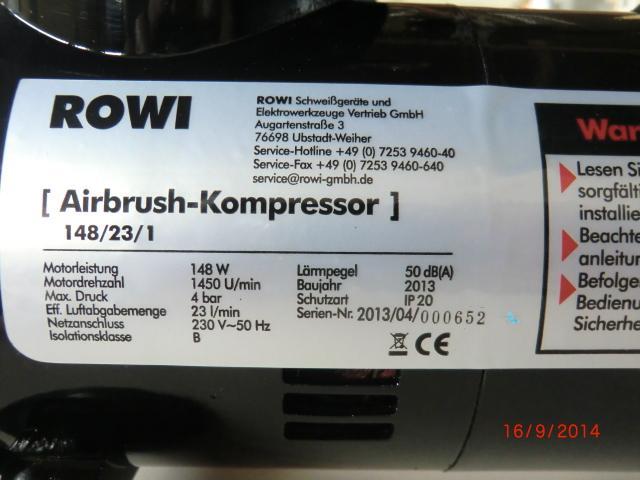 ROWI
ROWI Schweißgeräte und
Elektrowerkzeuge Vertrieb GmbH
Augartenstraße 3
76698 Ubstadt-Weiher
Service-Hotline +49 (0) 7253 9460-40
Service-Fax +49 (0) 7253 9460-640
service@rowi-gmbh.de
[ Airbrush-Kompressor ]
148/23/1
Motorleistung 148 W
Motordrehzahl 1450 U/min
Max. Druck 4 bar
Eff. Luftabgabemenge 23 l/min
Netzanschluss 230 V~50 Hz
Isolationsklasse B
Lärmpegel 50 dB(A)
Baujahr 2013
Schutzart IP 20
Serien-Nr. 2013/04/000652
CE
War
Lesen Si
sorgfält
installie
Beachte
anleitun
Befolge
Bedienu
Sicherhe
16/9/2014